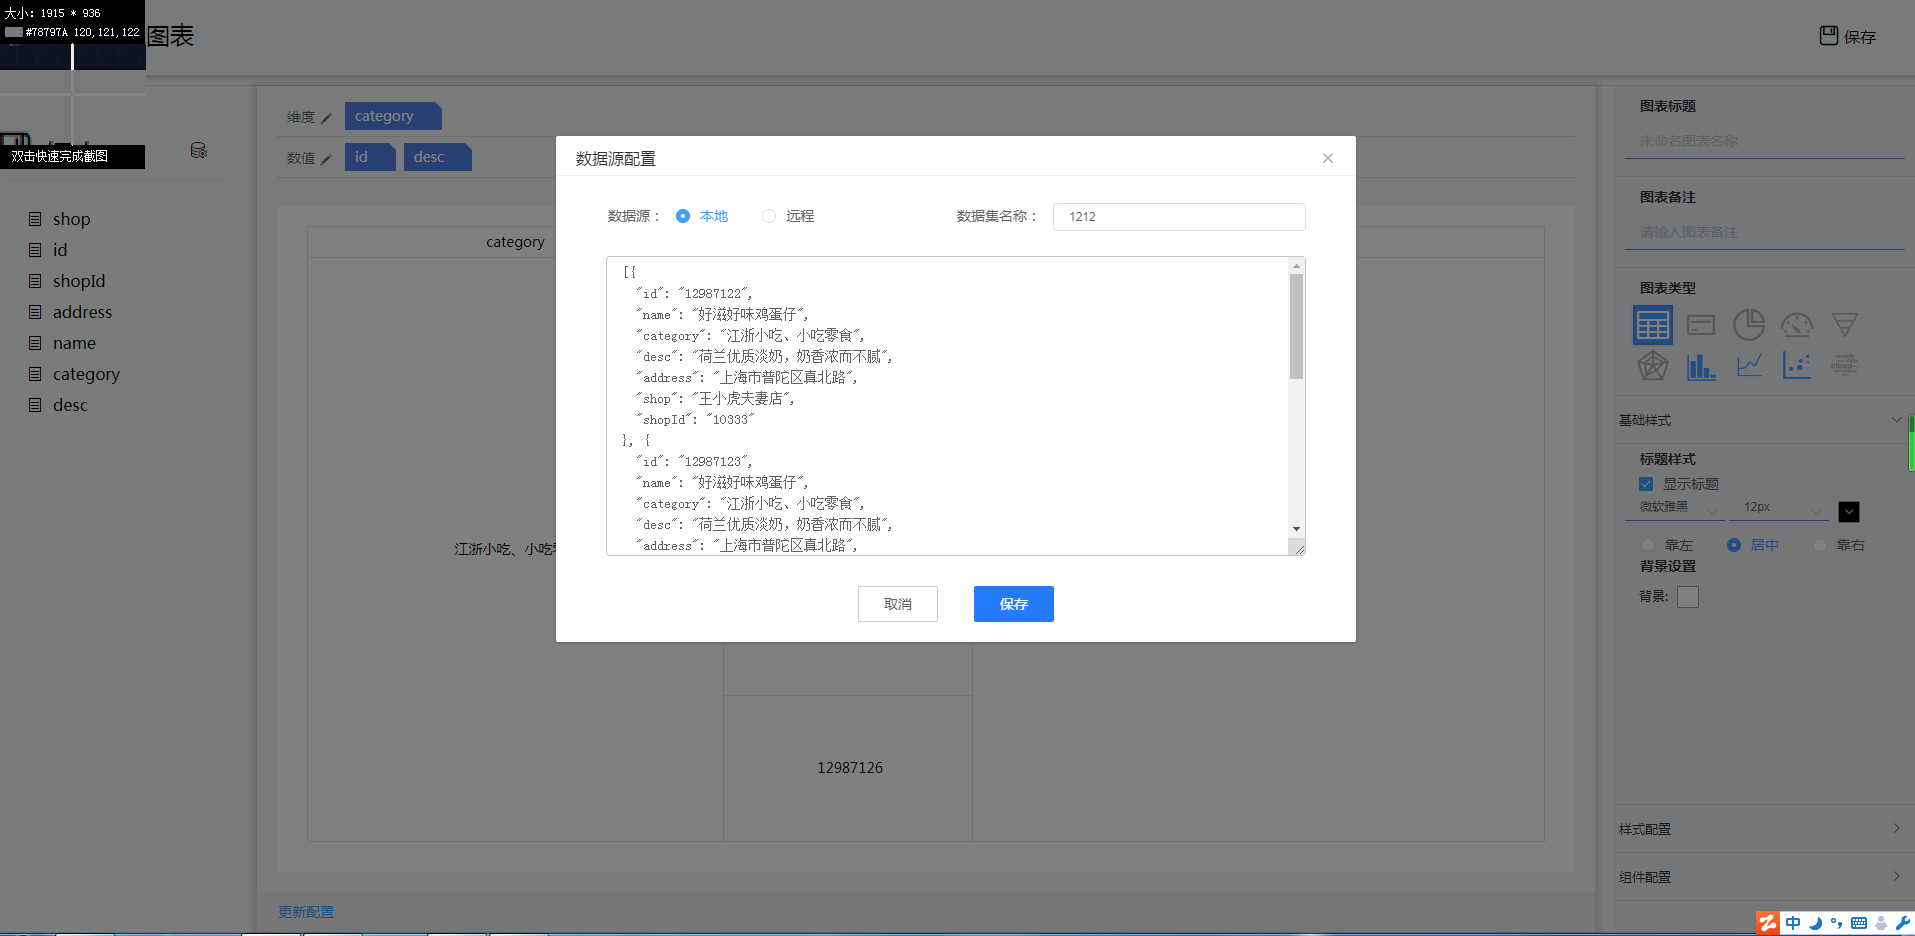 大小: 1915 * 936
#78797A 120,121,122
双击快速完成截图
图表
保存
shop
id
shopId
address
name
category
desc
维度
category
数值
id
desc
category
江浙小吃、小吃
12987126
更新配置
数据源配置
数据源：
本地
远程
数据集名称：
1212
[{
"id": "12987122",
"name": "好滋好味鸡蛋仔",
"category": "江浙小吃、小吃零食",
"desc": "荷兰优质淡奶，奶香浓而不腻",
"address": "上海市普陀区真北路",
"shop": "王小虎夫妻店",
"shopId": "10333"
}, {
"id": "12987123",
"name": "好滋好味鸡蛋仔",
"category": "江浙小吃、小吃零食",
"desc": "荷兰优质淡奶，奶香浓而不腻",
"address": "上海市普陀区真北路",
取消
保存
图表标题
未命名图表名称
图表备注
请输入图表备注
图表类型
基础样式
标题样式
显示标题
微软雅黑
12px
靠左
居中
靠右
背景设置
背景:
样式配置
组件配置
中